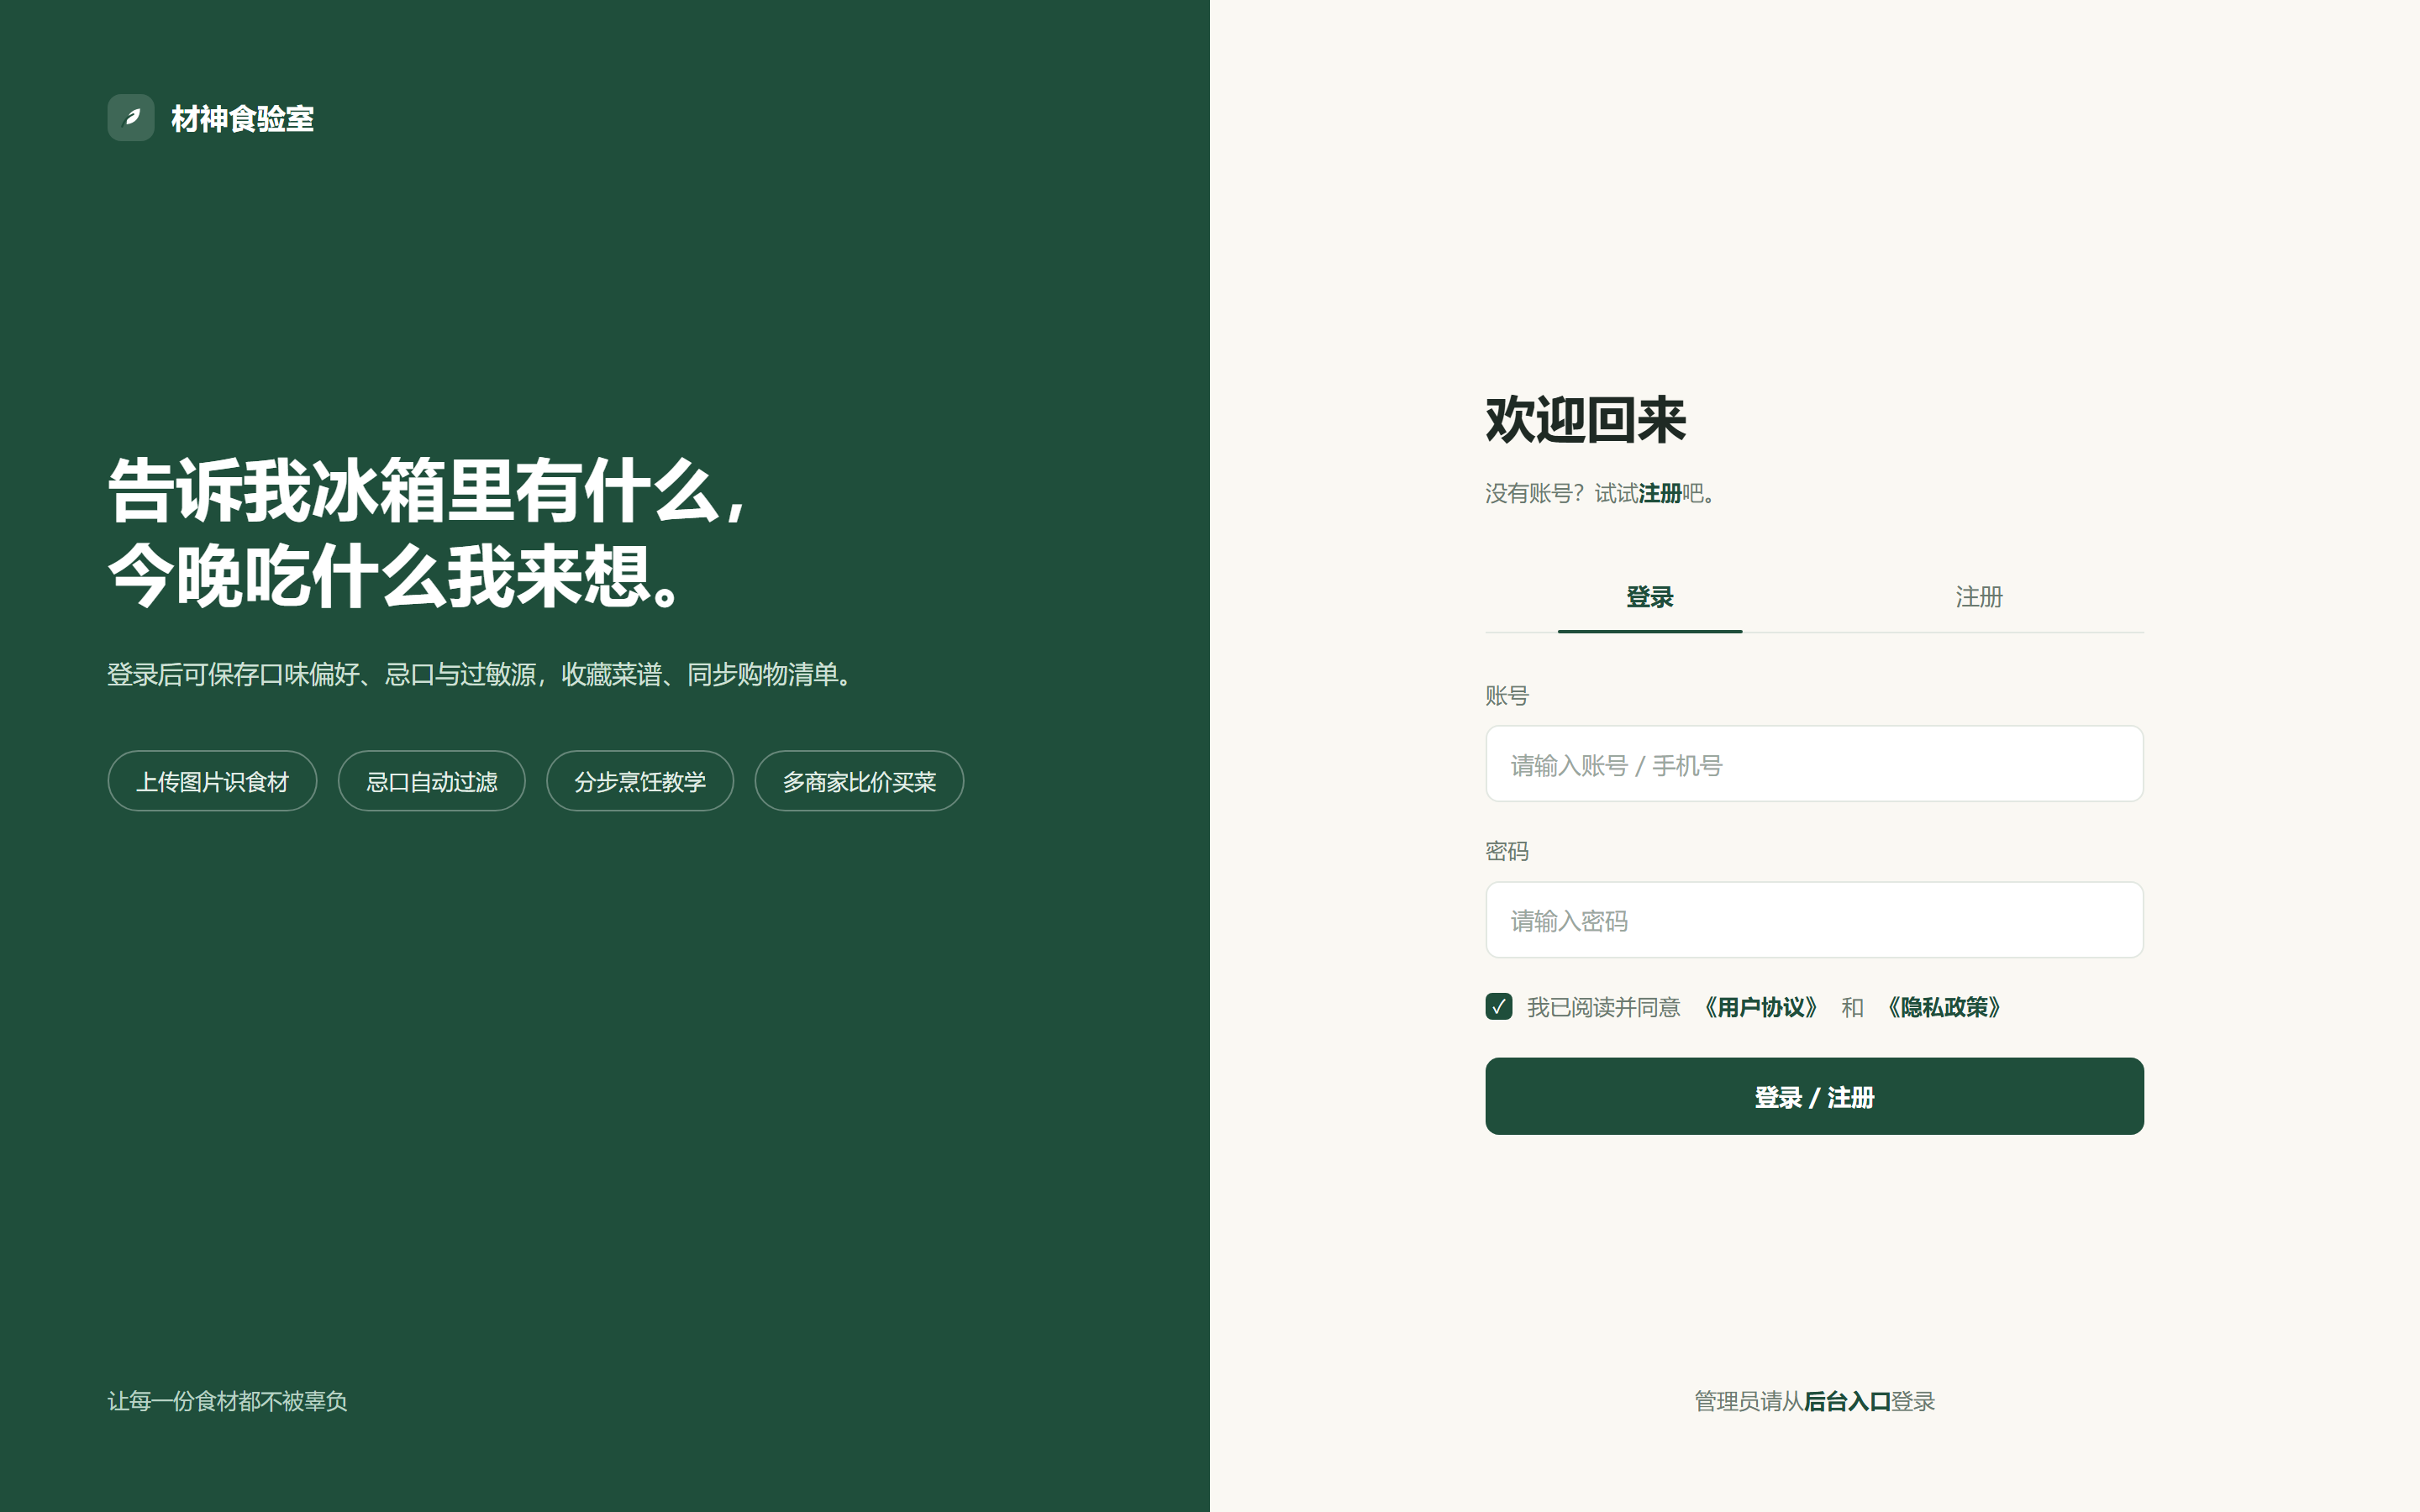 材神食验室
告诉我冰箱里有什么，
今晚吃什么我来想。
登录后可保存口味偏好、忌口与过敏源，收藏菜谱、同步购物清单。
上传图片识食材 忌口自动过滤 分步烹饪教学 多商家比价买菜
让每一份食材都不被辜负
欢迎回来
没有账号？试试注册吧。
登录 注册
账号
请输入账号 / 手机号
密码
请输入密码
我已阅读并同意 《用户协议》 和 《隐私政策》
登录 / 注册
管理员请从后台入口登录